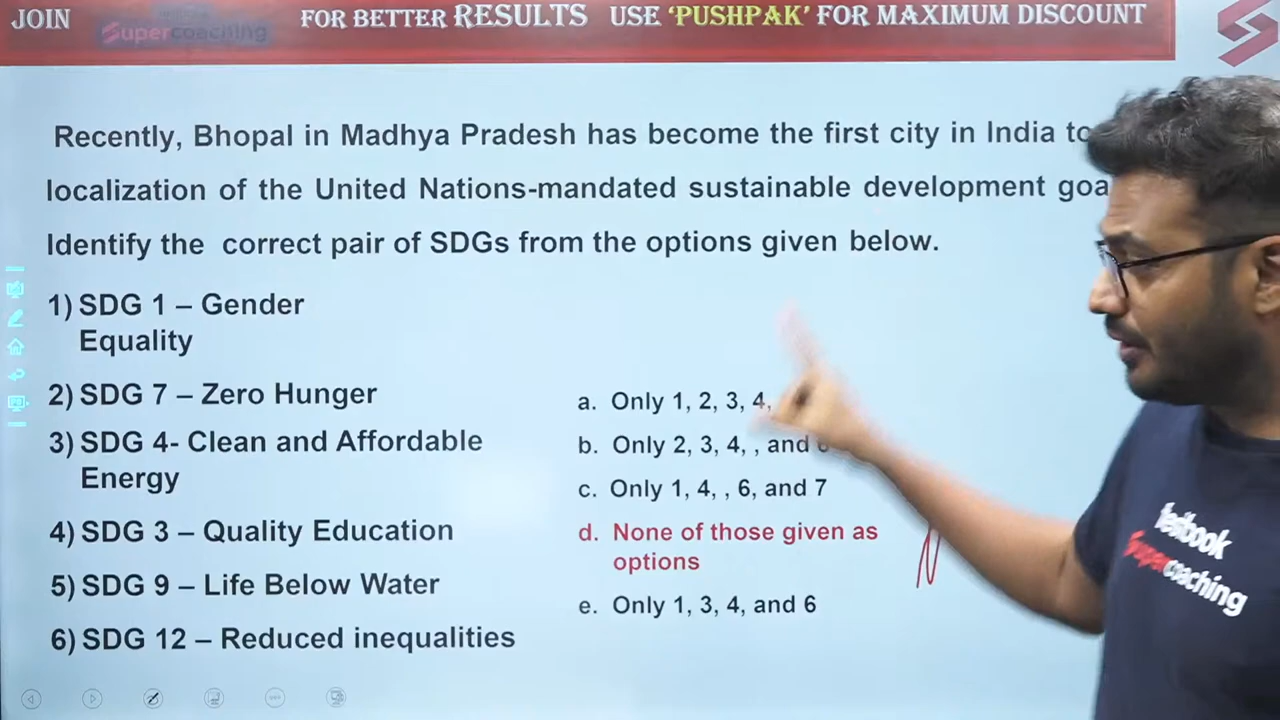 JOIN Supercoaching FOR BETTER RESULTS USE ‘PUSHPAK’ FOR MAXIMUM DISCOUNT
Recently, Bhopal in Madhya Pradesh has become the first city in India to
localization of the United Nations-mandated sustainable development goa
Identify the correct pair of SDGs from the options given below.
1) SDG 1 – Gender
Equality
2) SDG 7 – Zero Hunger
3) SDG 4- Clean and Affordable
Energy
4) SDG 3 – Quality Education
5) SDG 9 – Life Below Water
6) SDG 12 – Reduced inequalities
a. Only 1, 2, 3, 4,
b. Only 2, 3, 4, , and
c. Only 1, 4, , 6, and 7
d. None of those given as
options
e. Only 1, 3, 4, and 6
testbook
Supercoaching